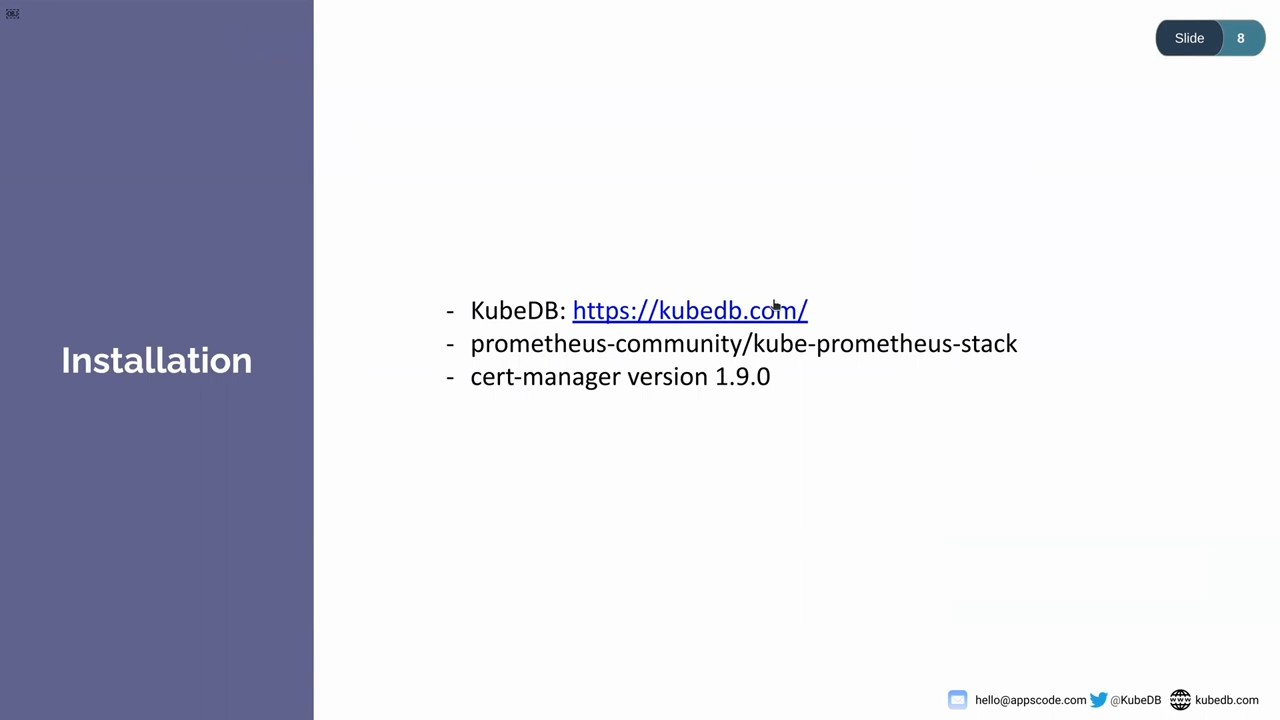 Slide 8
Installation
- KubeDB: https://kubedb.com/
- prometheus-community/kube-prometheus-stack
- cert-manager version 1.9.0
hello@appscode.com @KubeDB kubedb.com